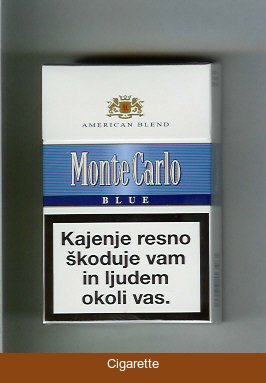 AMERICAN BLEND
Monte Carlo
BLUE
Kajenje resno
škoduje vam
in ljudem
okoli vas.
Cigarette